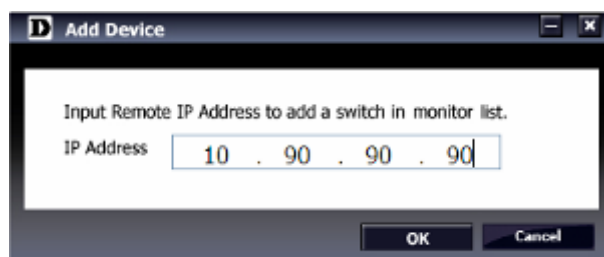 D Add Device
Input Remote IP Address to add a switch in monitor list.
IP Address 10 . 90 . 90 . 90
OK Cancel